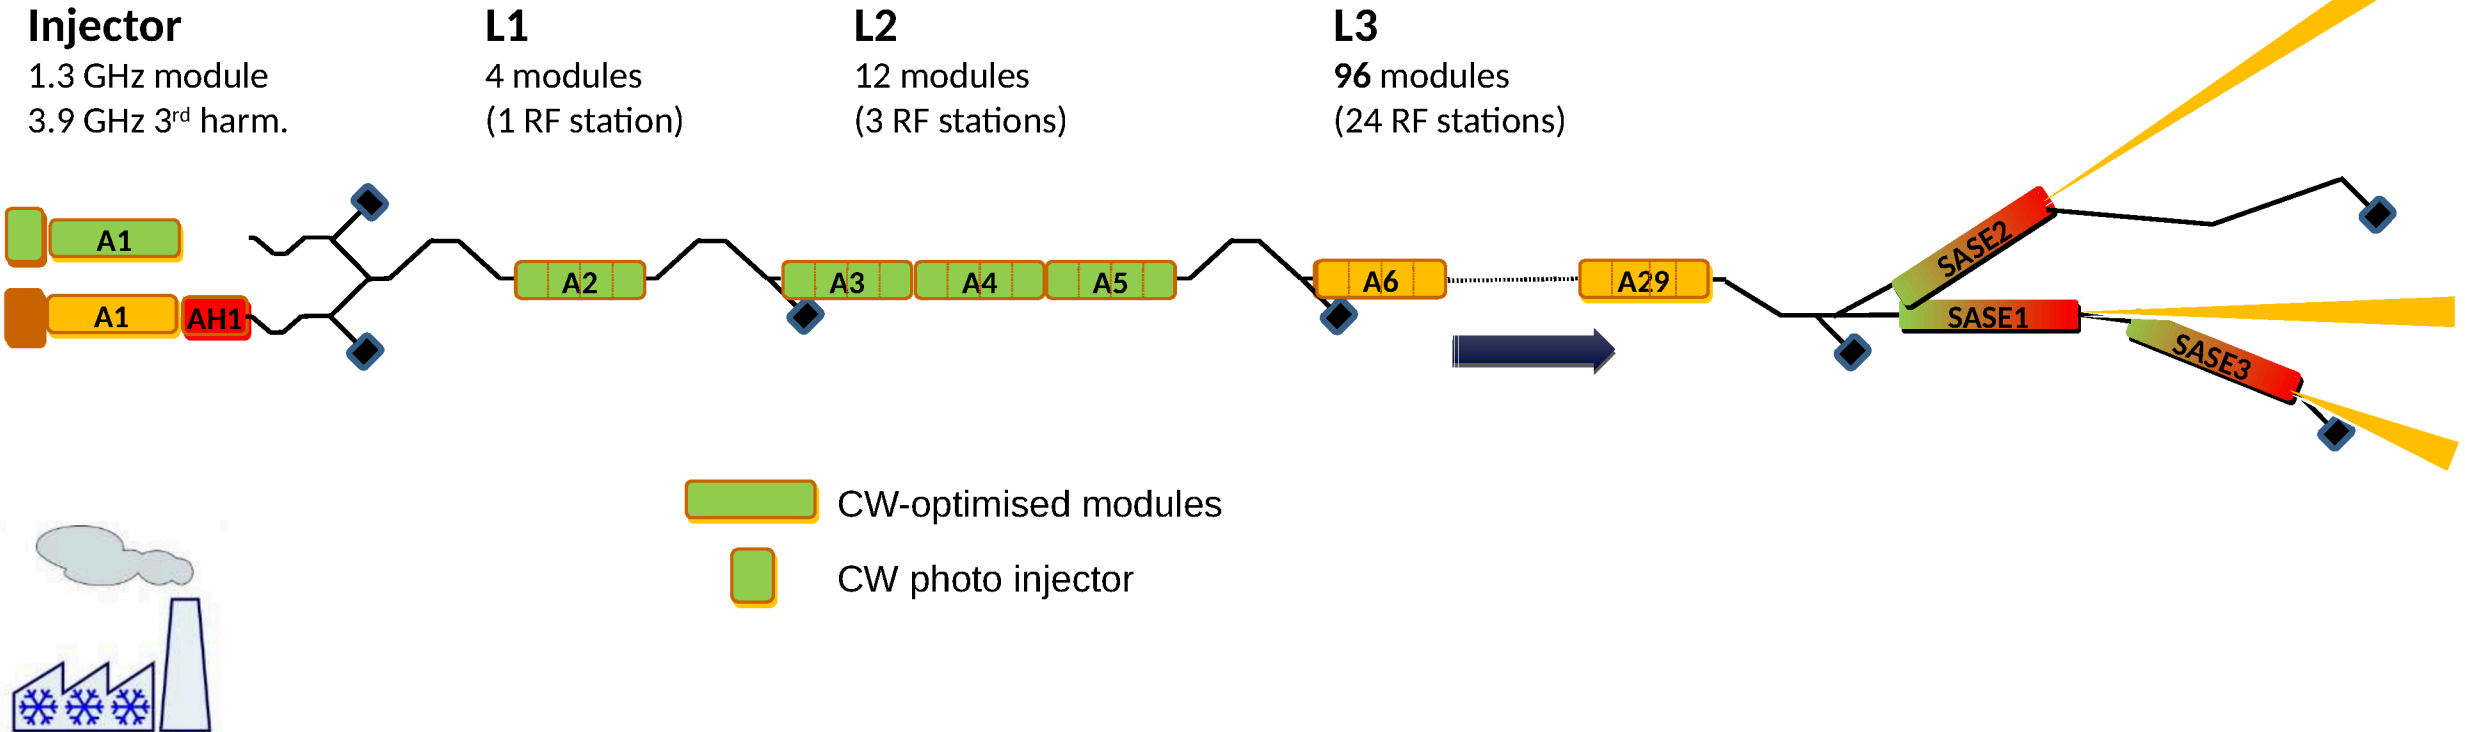 Injector
1.3 GHz module
3.9 GHz 3rd harm.
L1
4 modules
(1 RF station)
L2
12 modules
(3 RF stations)
L3
96 modules
(24 RF stations)
A1
A1
AH1
A2
A3
A4
A5
A6
A29
SASE2
SASE1
SASE3
CW-optimised modules
CW photo injector